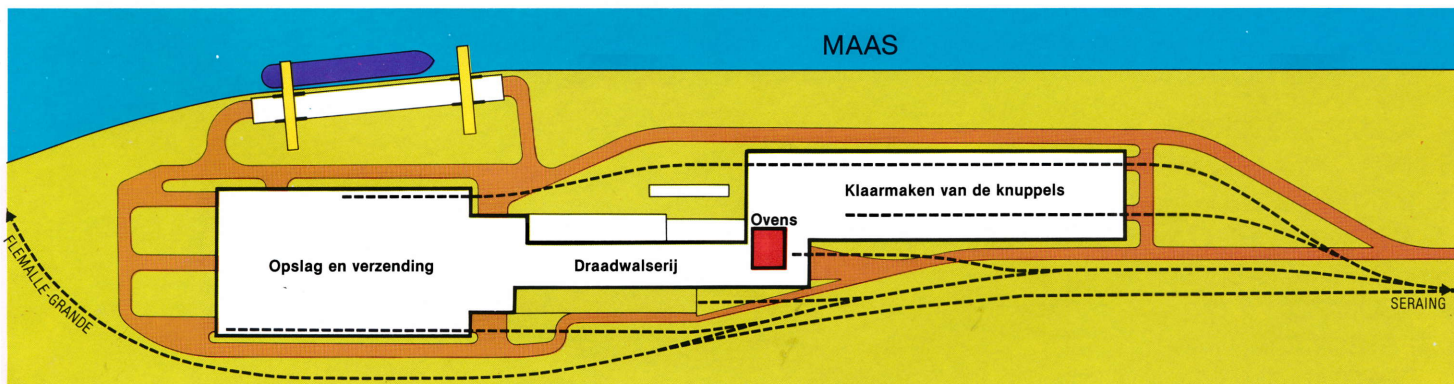 MAAS
Klaarmaken van de knuppels
Ovens
Opslag en verzending
Draadwalserij
FLEMALLE-GRANDE
SERAING